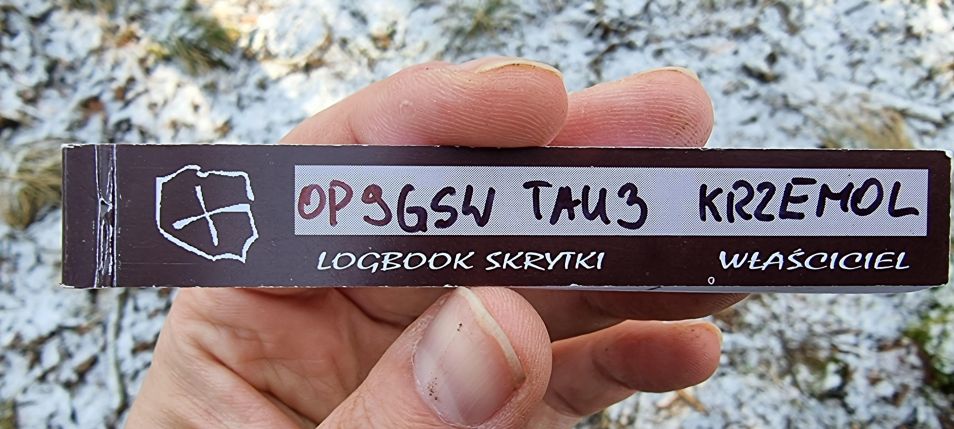 OP9GSW TAU3 KRZEMOL
LOGBOOK SKRYTKI WŁAŚCICIEL